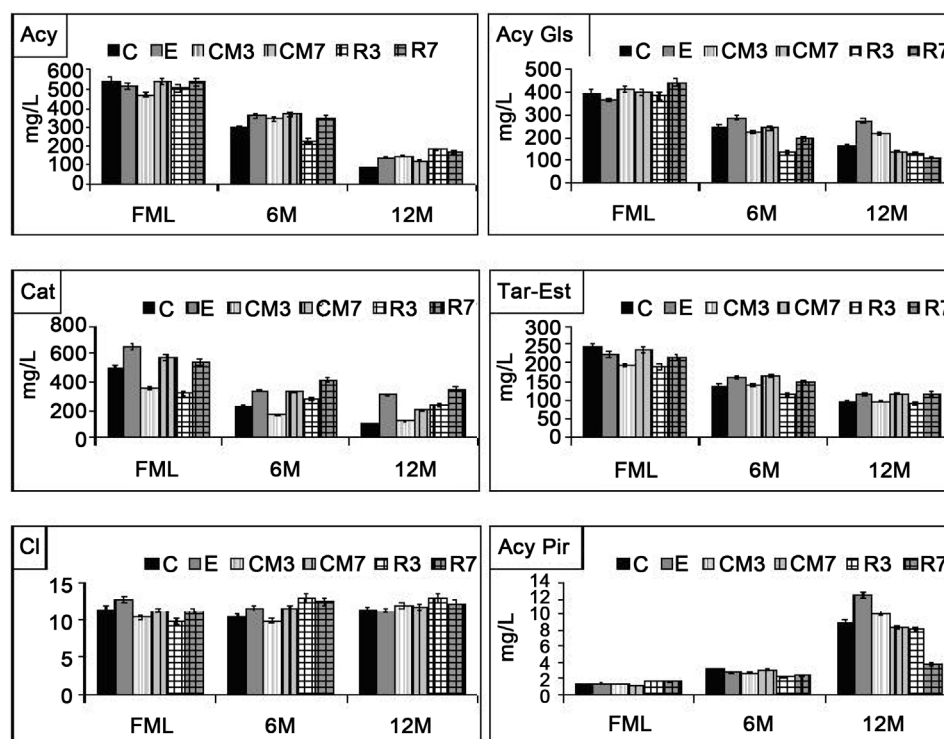 Acy
C E CM3 CM7 R3 R7
600
500
400
300
200
100
0
mg/L
FML 6M 12M
Acy Gls
C E CM3 CM7 R3 R7
500
400
300
200
100
0
mg/L
FML 6M 12M
Cat
C E CM3 CM7 R3 R7
800
600
400
200
0
mg/L
FML 6M 12M
Tar-Est
C E CM3 CM7 R3 R7
300
250
200
150
100
50
0
mg/L
FML 6M 12M
Cl
C E CM3 CM7 R3 R7
15
10
5
0
FML 6M 12M
Acy Pir
C E CM3 CM7 R3 R7
14
12
10
8
6
4
2
0
mg/L
FML 6M 12M